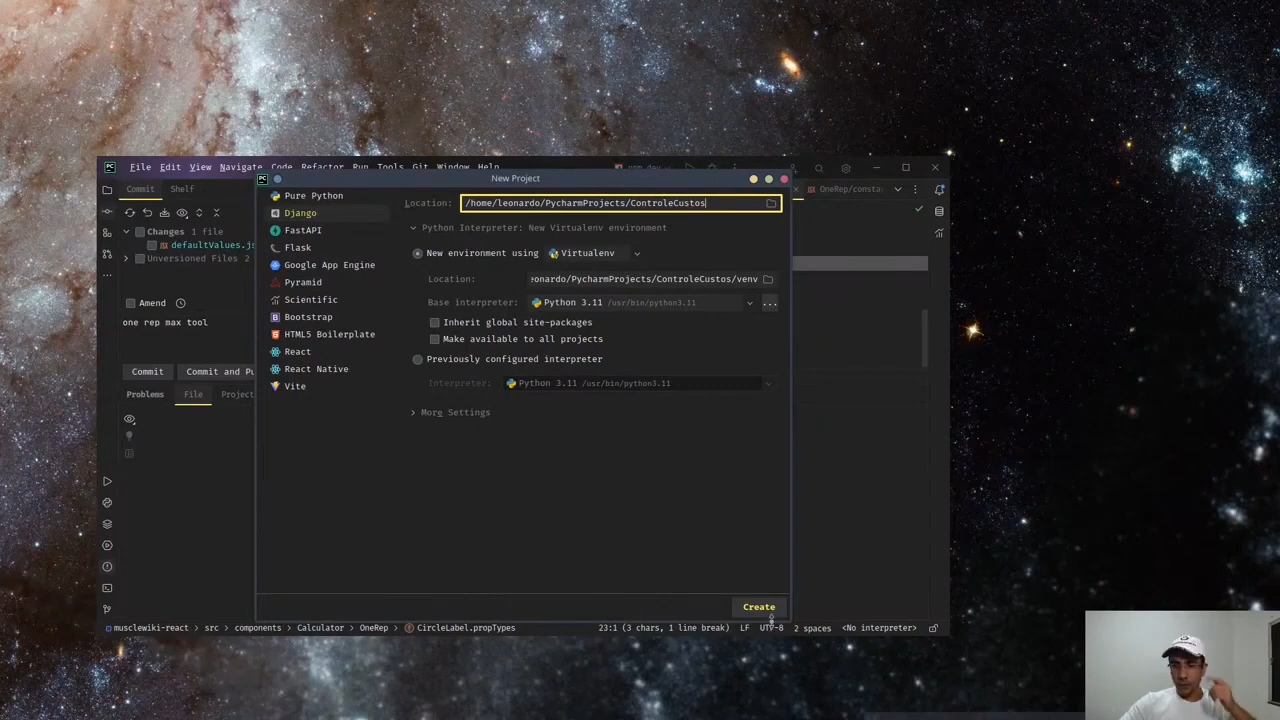 File Edit View Navigate Code Refactor Run Tools Git Window Help
New Project
Commit Shelf
OneRep/consta
Changes 1 file
defaultValues.js
Unversioned Files 2
Amend
one rep max tool
Commit Commit and Pu
Problems File Project
Pure Python
Django
FastAPI
Flask
Google App Engine
Pyramid
Scientific
Bootstrap
HTML5 Boilerplate
React
React Native
Vite
Location: /home/leonardo/PycharmProjects/ControleCustos
Python Interpreter: New Virtualenv environment
New environment using Virtualenv
Location: eonardo/PycharmProjects/ControleCustos/venv
Base interpreter: Python 3.11 /usr/bin/python3.11
Inherit global site-packages
Make available to all projects
Previously configured interpreter
Interpreter: Python 3.11 /usr/bin/python3.11
More Settings
Create
musclewiki-react > src > components > Calculator > OneRep > CircleLabel.propTypes 23:1 (3 chars, 1 line break) LF UTF-8 2 spaces <No interpreter>